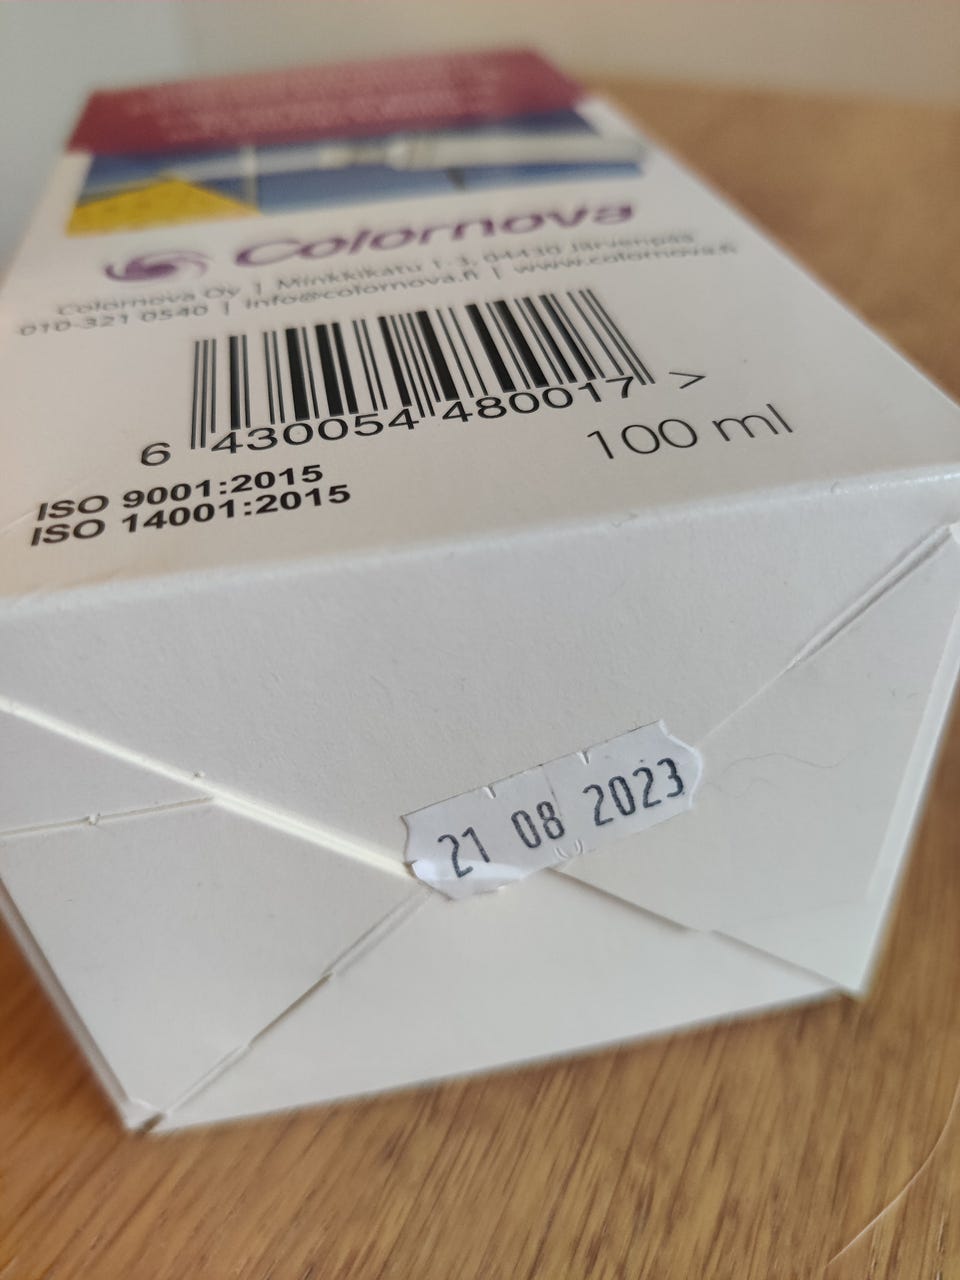 Colornova
Colornova Oy | Minkkikatu 1-3, 04430 Järvenpää
010-321 0540 | info@colornova.fi | www.colornova.fi
6 430054 480017 >
100 ml
ISO 9001:2015
ISO 14001:2015
21 08 2023